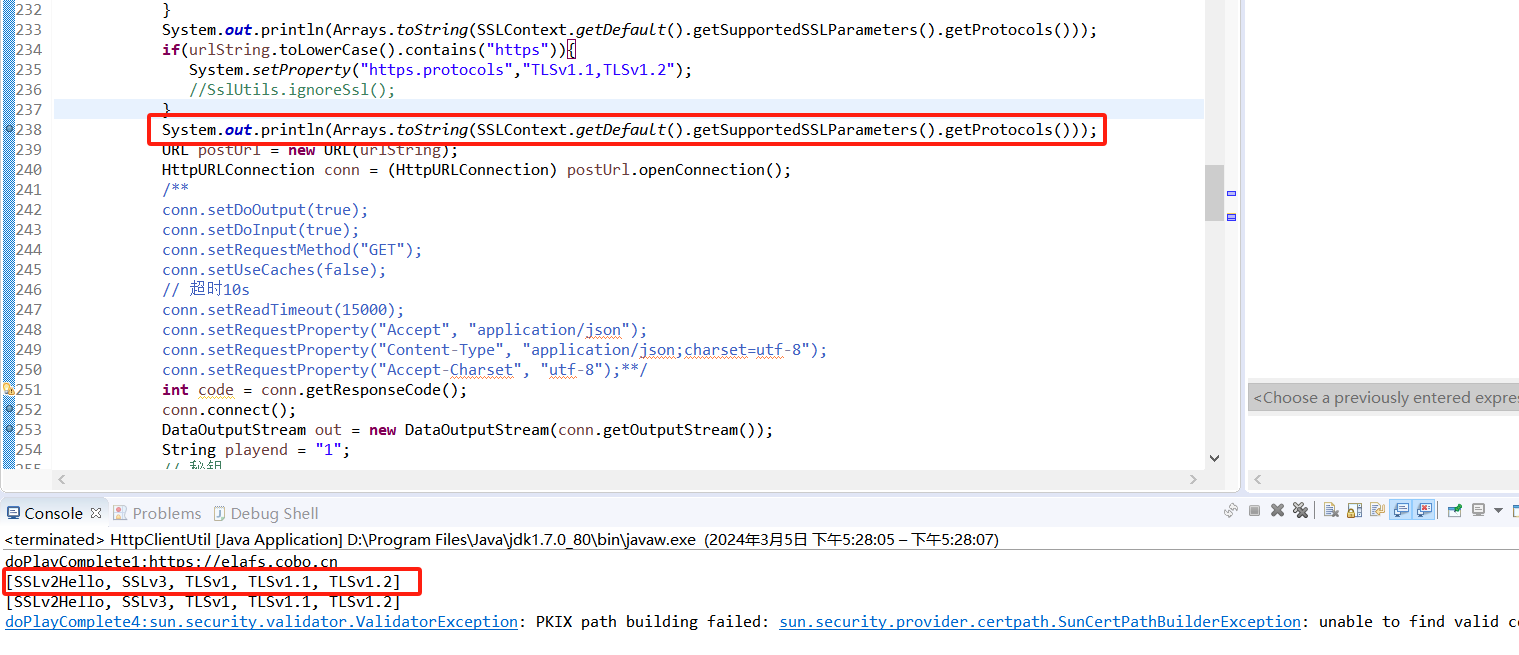 232 }
233 System.out.println(Arrays.toString(SSLContext.getDefault().getSupportedSSLParameters().getProtocols()));
234 if(urlString.toLowerCase().contains("https")){
235 System.setProperty("https.protocols","TLSv1.1,TLSv1.2");
236 //SslUtils.ignoreSsl();
237 }
238 System.out.println(Arrays.toString(SSLContext.getDefault().getSupportedSSLParameters().getProtocols()));
239 URL postUrl = new URL(urlString);
240 HttpURLConnection conn = (HttpURLConnection) postUrl.openConnection();
241 /**
242 conn.setDoOutput(true);
243 conn.setDoInput(true);
244 conn.setRequestMethod("GET");
245 conn.setUseCaches(false);
246 // 超时10s
247 conn.setReadTimeout(15000);
248 conn.setRequestProperty("Accept", "application/json");
249 conn.setRequestProperty("Content-Type", "application/json;charset=utf-8");
250 conn.setRequestProperty("Accept-Charset", "utf-8");**/
251 int code = conn.getResponseCode();
252 conn.connect();
253 DataOutputStream out = new DataOutputStream(conn.getOutputStream());
254 String playend = "1";
255 // 秘钥
<Choose a previously entered expre
Console Problems Debug Shell
<terminated> HttpClientUtil [Java Application] D:\Program Files\Java\jdk1.7.0_80\bin\javaw.exe (2024年3月5日 下午5:28:05 – 下午5:28:07)
doPlayComplete1:https://elafs.cobo.cn
[SSLv2Hello, SSLv3, TLSv1, TLSv1.1, TLSv1.2]
[SSLv2Hello, SSLv3, TLSv1, TLSv1.1, TLSv1.2]
doPlayComplete4:sun.security.validator.ValidatorException: PKIX path building failed: sun.security.provider.certpath.SunCertPathBuilderException: unable to find valid ce